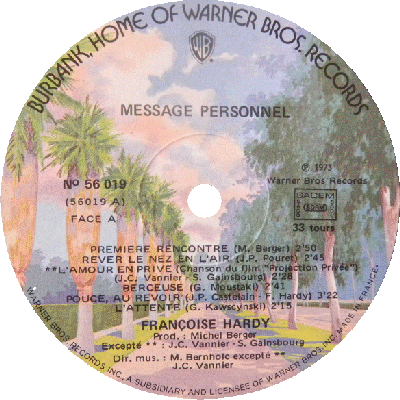 BURBANK, HOME OF WARNER BROS. RECORDS
WB
MESSAGE PERSONNEL
Nº 56 019
(56019 A)
FACE A
℗ 1973
Warner Bros Records
SACEM
33 tours
PREMIERE RENCONTRE (M. Berger) 2'50
REVER LE NEZ EN L'AIR (J.P. Pouret) 2'45
**L'AMOUR EN PRIVE (Chanson du film "Projection Privée")
(J.C. Vannier - S. Gainsbourg) 2'28
BERCEUSE (G. Moustaki) 2'41
POUCE, AU REVOIR (J.P. Castelain - F. Hardy) 3'22
L'ATTENTE (G. Kawscynski) 2'15
FRANÇOISE HARDY
Prod. : Michel Berger
Excepté ** : J.C. Vannier - S. Gainsbourg
Dir. mus. : M. Bernholc excepté **
J.C. Vannier
WARNER BROS RECORDS INC. A SUBSIDIARY AND LICENSEE OF WARNER BROS. INC. MADE IN FRANCE.